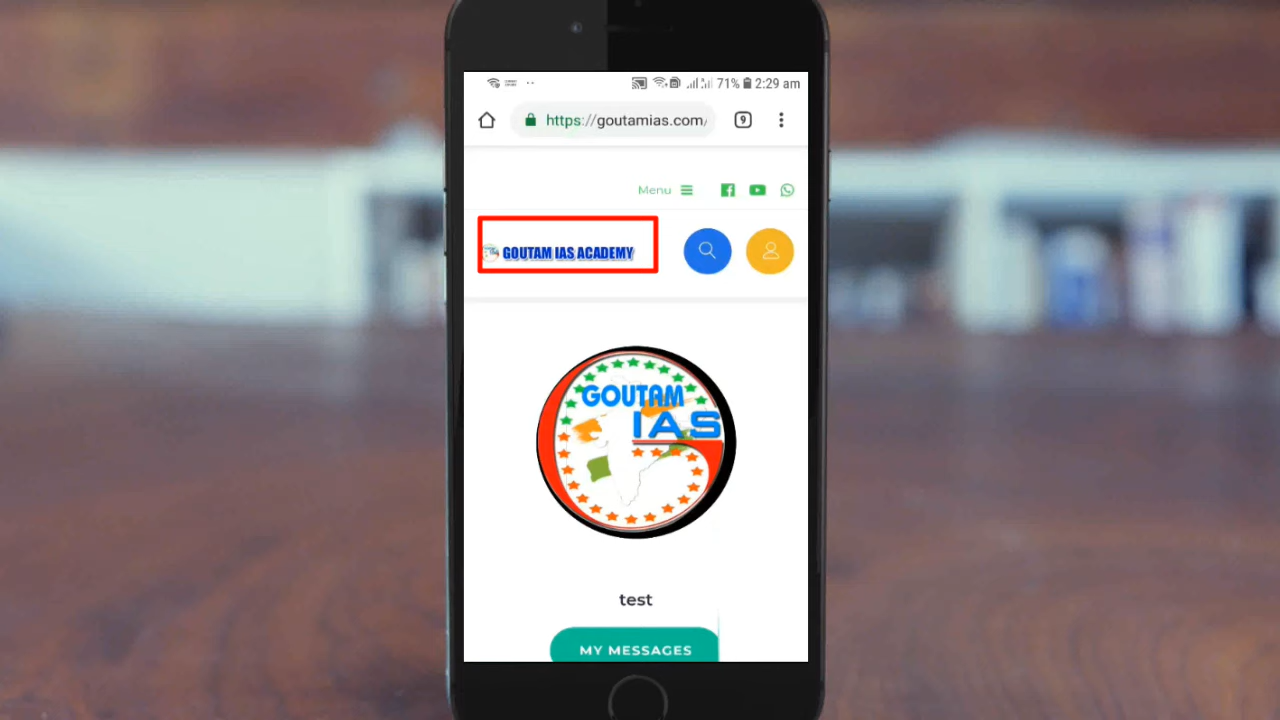 71% 2:29 am
https://goutamias.com/ 9
Menu
GOUTAM IAS ACADEMY
GOUTAM
IAS
test
MY MESSAGES